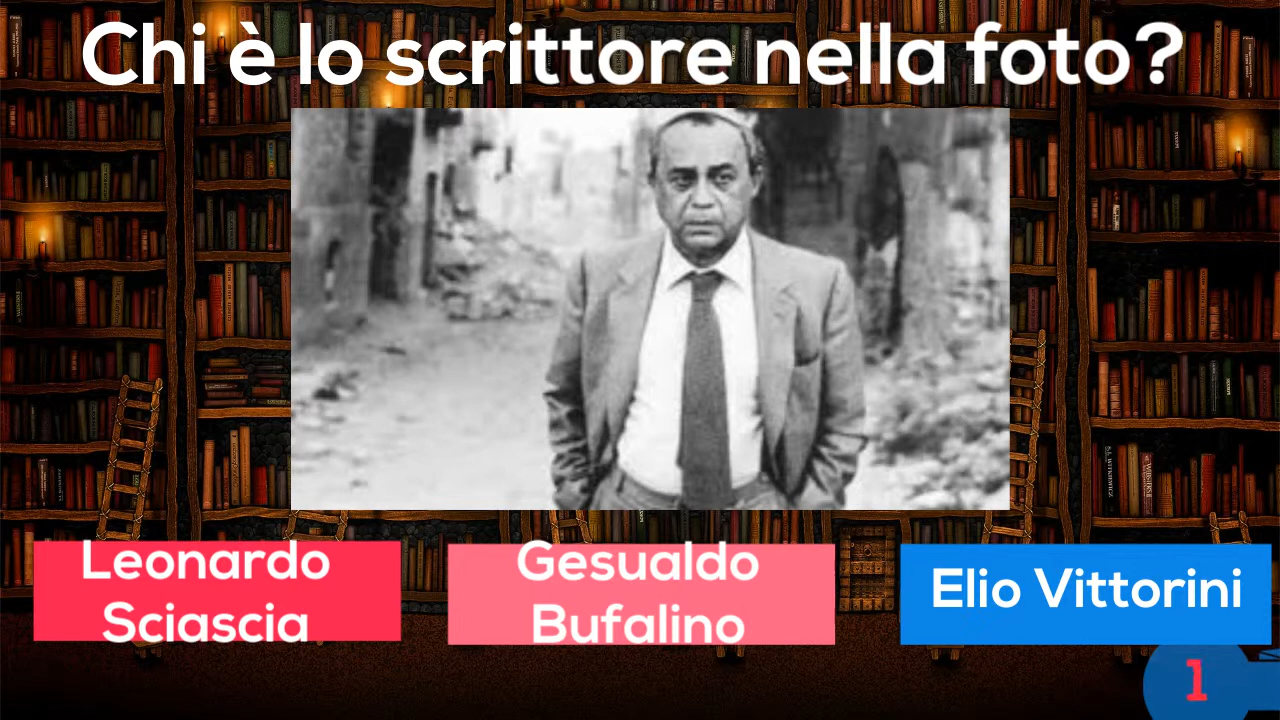 Chi è lo scrittore nella foto?
Leonardo
Sciascia
Gesualdo
Bufalino
Elio Vittorini
1